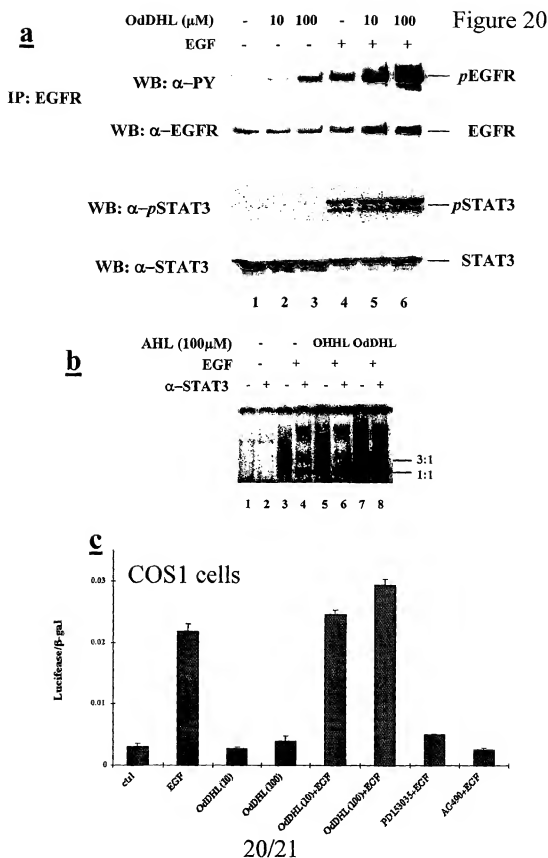 Figure 20
a
OdDHL (μM) - 10 100 - 10 100
EGF - - - + + +
IP: EGFR
WB: α-PY
pEGFR
WB: α-EGFR
EGFR
WB: α-pSTAT3
pSTAT3
WB: α-STAT3
STAT3
1 2 3 4 5 6
b
AHL (100μM) - - OHHL OdDHL
EGF - + + +
α-STAT3 - + - + - + - +
3:1
1:1
1 2 3 4 5 6 7 8
c
COS1 cells
Lucifease/β-gal
0.03
0.02
0.01
0
ctrl
EGF
OdDHL(10)
OdDHL(100)
OdDHL(10)+EGF
OdDHL(100)+EGF
PD153035+EGF
AG490+EGF
20/21